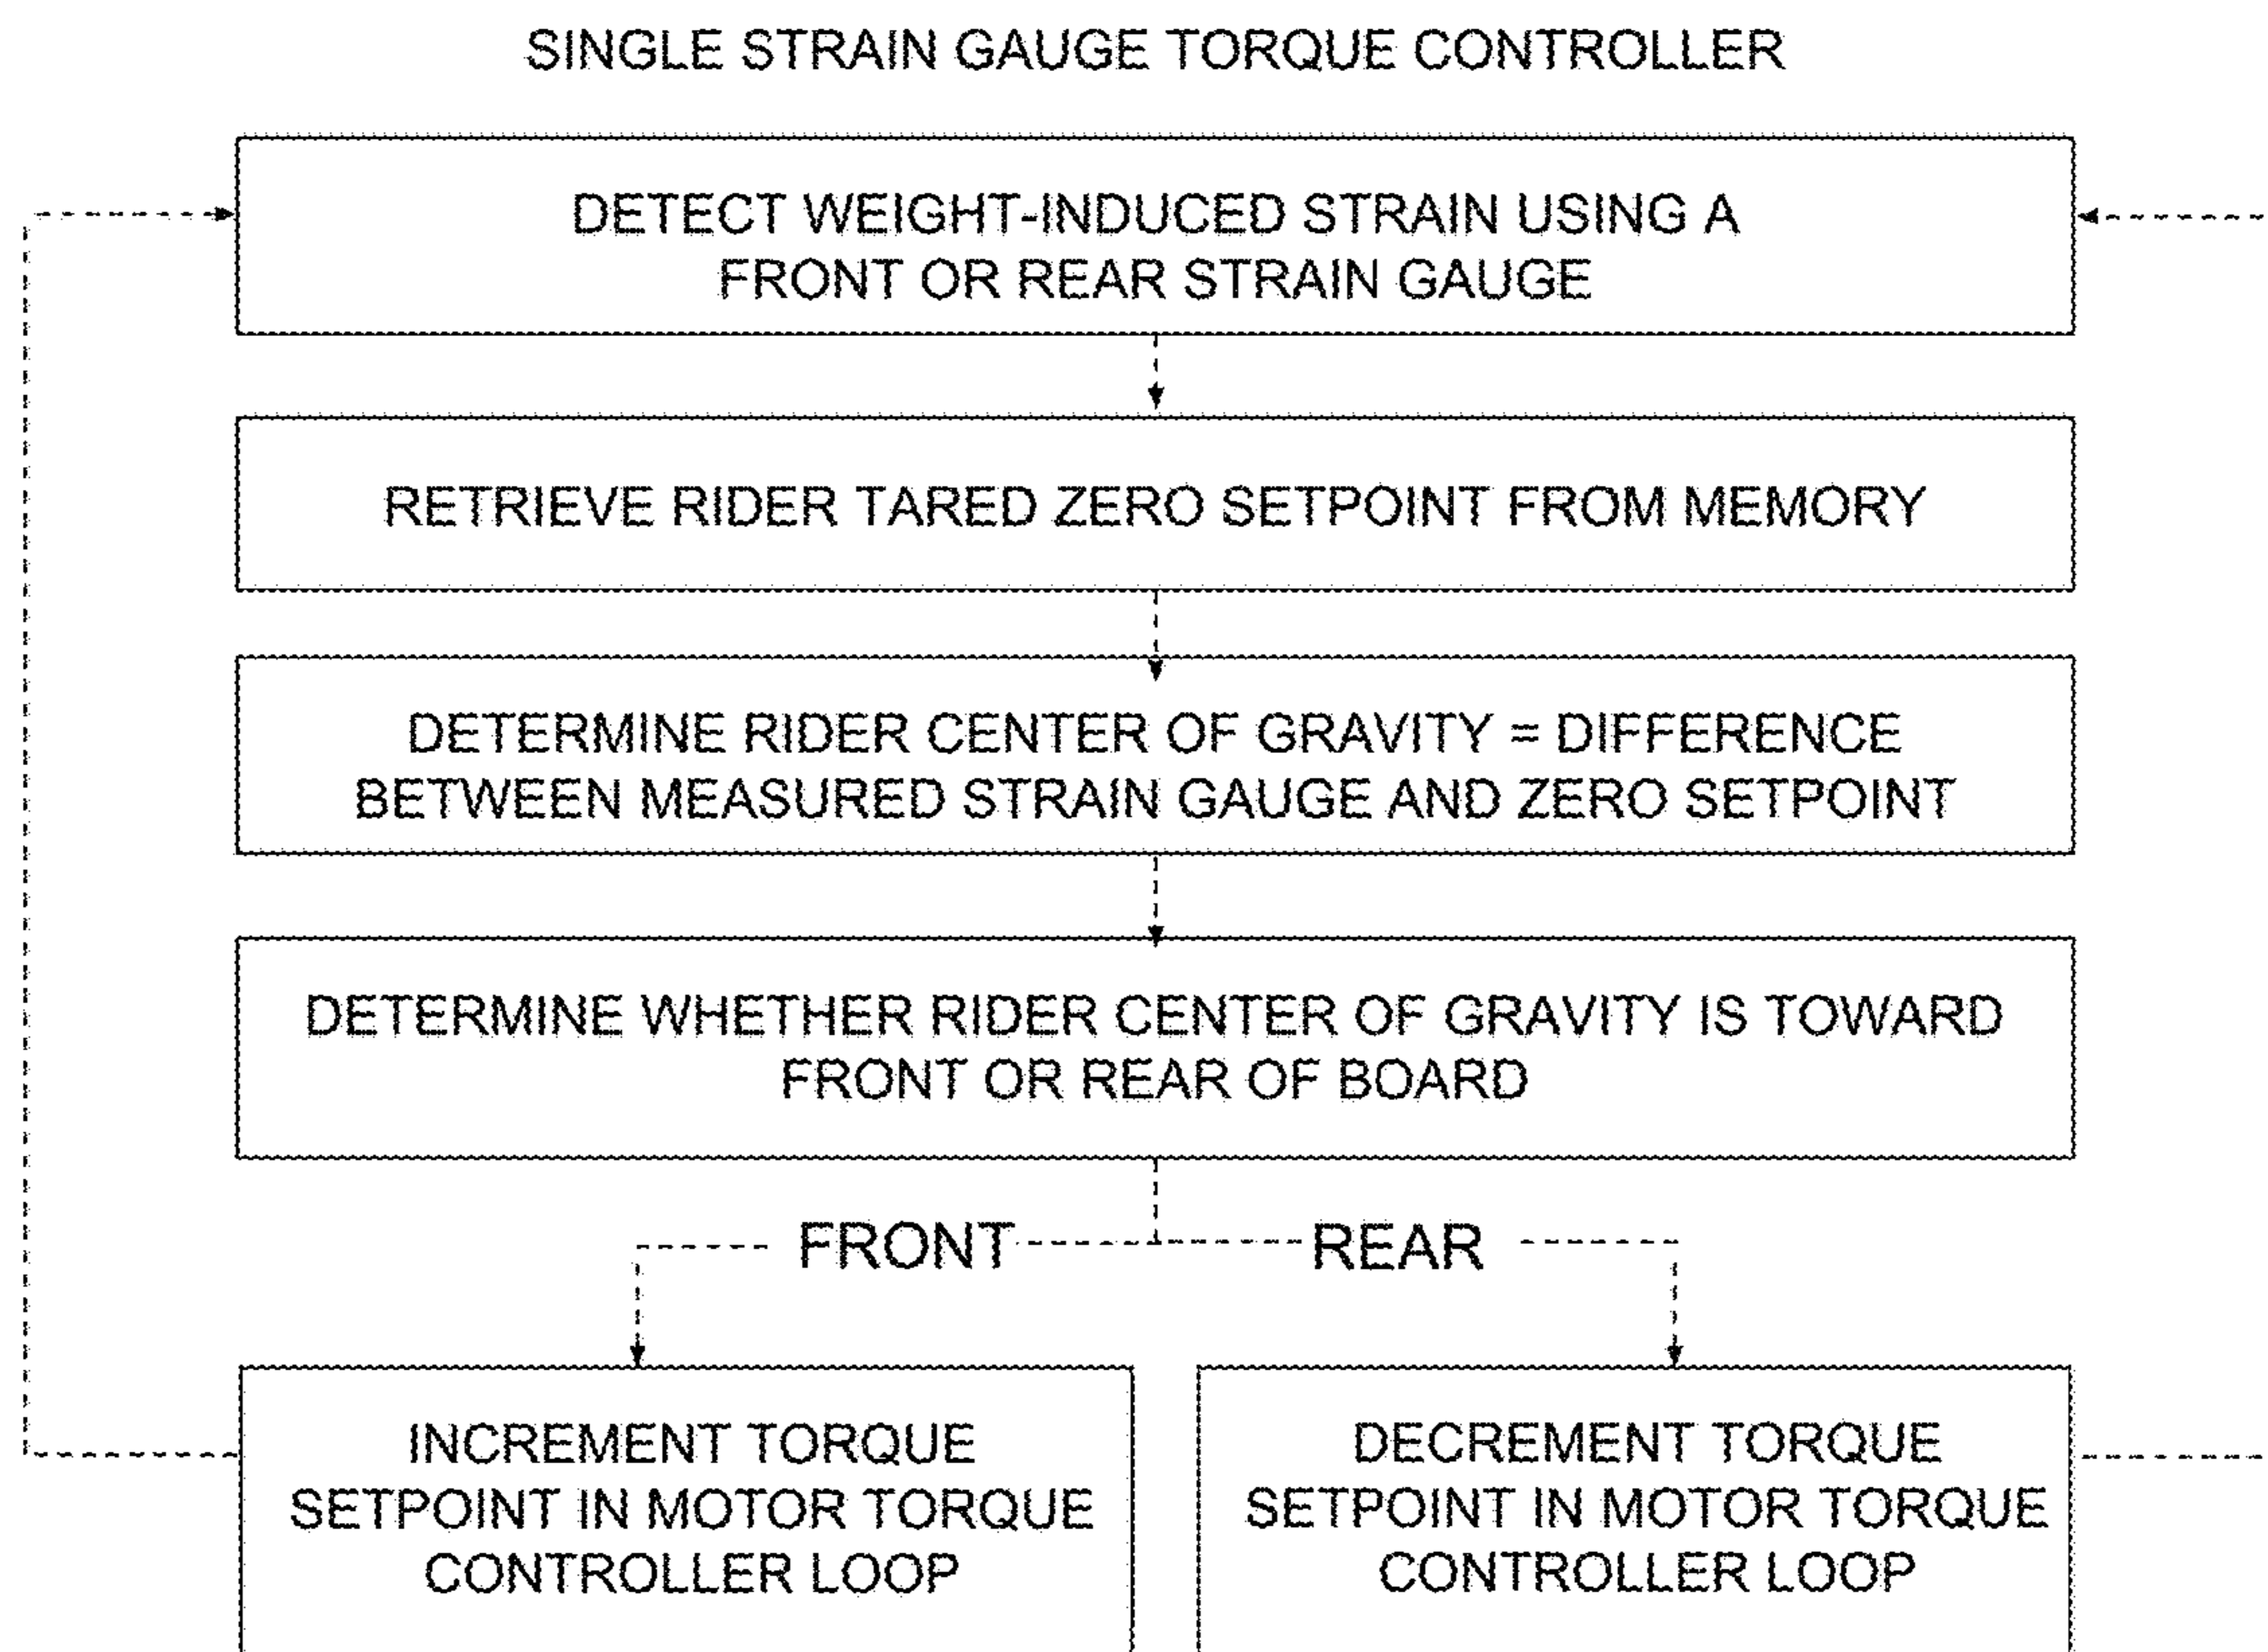 SINGLE STRAIN GAUGE TORQUE CONTROLLER
DETECT WEIGHT-INDUCED STRAIN USING A
FRONT OR REAR STRAIN GAUGE
RETRIEVE RIDER TARED ZERO SETPOINT FROM MEMORY
DETERMINE RIDER CENTER OF GRAVITY = DIFFERENCE
BETWEEN MEASURED STRAIN GAUGE AND ZERO SETPOINT
DETERMINE WHETHER RIDER CENTER OF GRAVITY IS TOWARD
FRONT OR REAR OF BOARD
FRONT
REAR
INCREMENT TORQUE
SETPOINT IN MOTOR TORQUE
CONTROLLER LOOP
DECREMENT TORQUE
SETPOINT IN MOTOR TORQUE
CONTROLLER LOOP